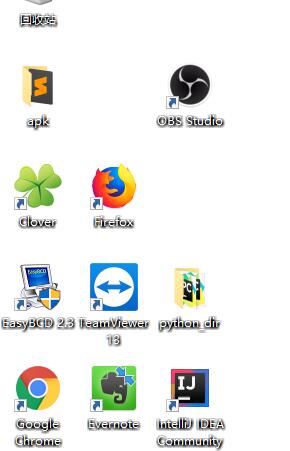 回收站
apk
OBS Studio
Clover
Firefox
EasyBCD 2.3
TeamViewer
13
python_dir
Google
Chrome
Evernote
IntelliJ IDEA
Community